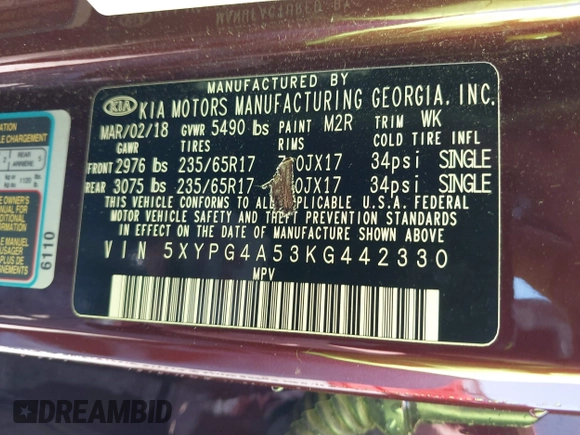 MANUFACTURED BY
KIA KIA MOTORS MANUFACTURING GEORGIA, INC.
MAR/02/18 GVWR 5490 lbs PAINT M2R TRIM WK
GAWR TIRES RIMS COLD TIRE INFL
FRONT 2976 lbs 235/65R17 0JX17 34psi SINGLE
REAR 3075 lbs 235/65R17 0JX17 34psi SINGLE
THIS VEHICLE CONFORMS TO ALL APPLICABLE U.S.A. FEDERAL
MOTOR VEHICLE SAFETY AND THEFT PREVENTION STANDARDS
IN EFFECT ON THE DATE OF MANUFACTURE SHOWN ABOVE.
VIN 5XYPG4A53KG442330
MPV
6110
DREAMBID